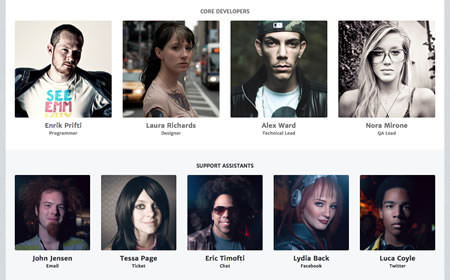 CORE DEVELOPERS
SEE
EMM
Enrik Prifti
Laura Richards
Alex Ward
Nora Mirone
Programmer
Designer
Technical Lead
QA Lead
SUPPORT ASSISTANTS
John Jensen
Tessa Page
Eric Timofti
Lydia Back
Luca Coyle
Email
Ticket
Chat
Facebook
Twitter